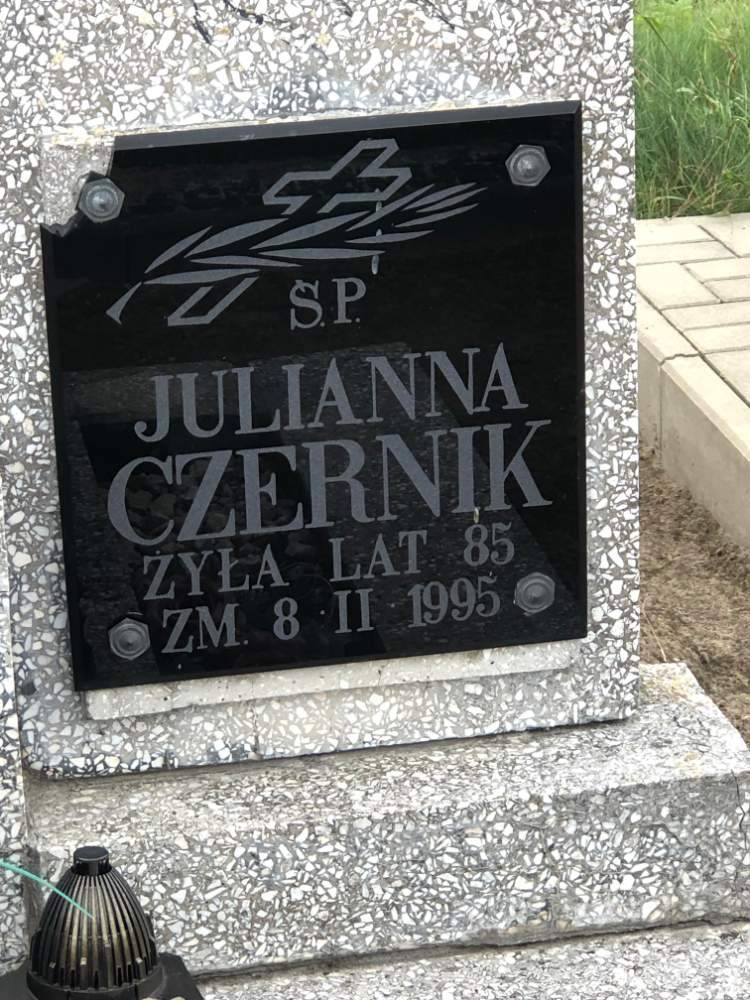 Ś.P.
JULIANNA
CZERNIK
ŻYŁA LAT 85
ZM. 8 II 1995